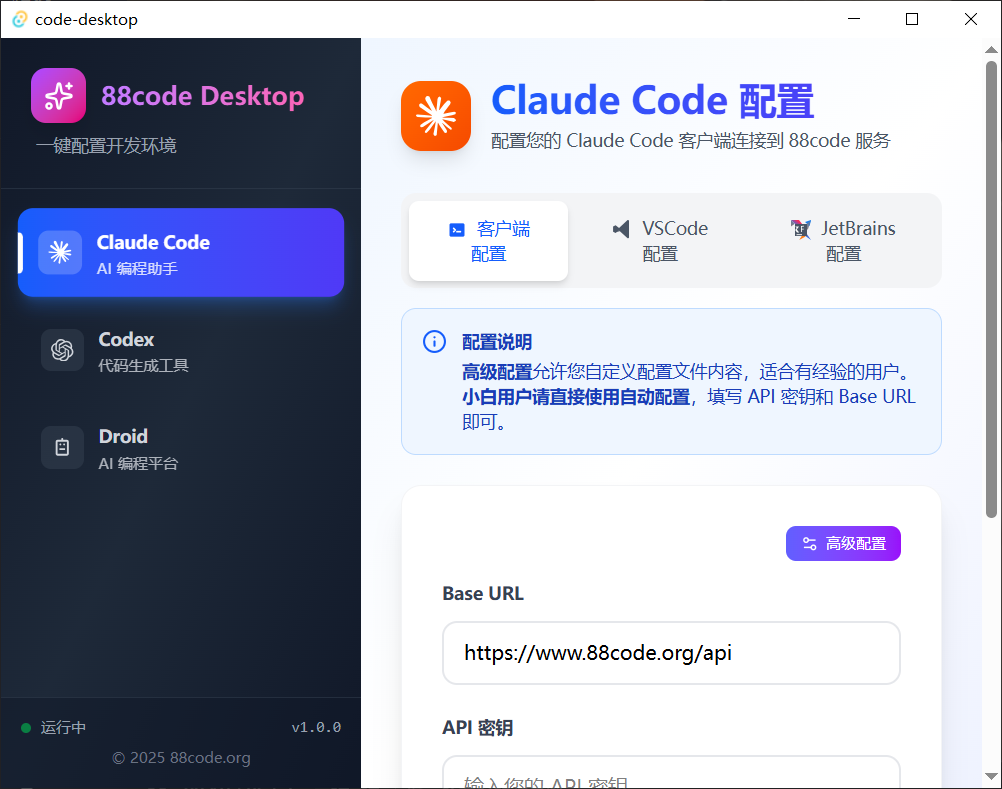 code-desktop
88code Desktop
一键配置开发环境
Claude Code
AI 编程助手
Codex
代码生成工具
Droid
AI 编程平台
运行中
v1.0.0
© 2025 88code.org
Claude Code 配置
配置您的 Claude Code 客户端连接到 88code 服务
客户端
配置
VSCode
配置
JetBrains
配置
配置说明
高级配置允许您自定义配置文件内容，适合有经验的用户。
小白用户请直接使用自动配置，填写 API 密钥和 Base URL
即可。
高级配置
Base URL
https://www.88code.org/api
API 密钥
输入您的 API 密钥